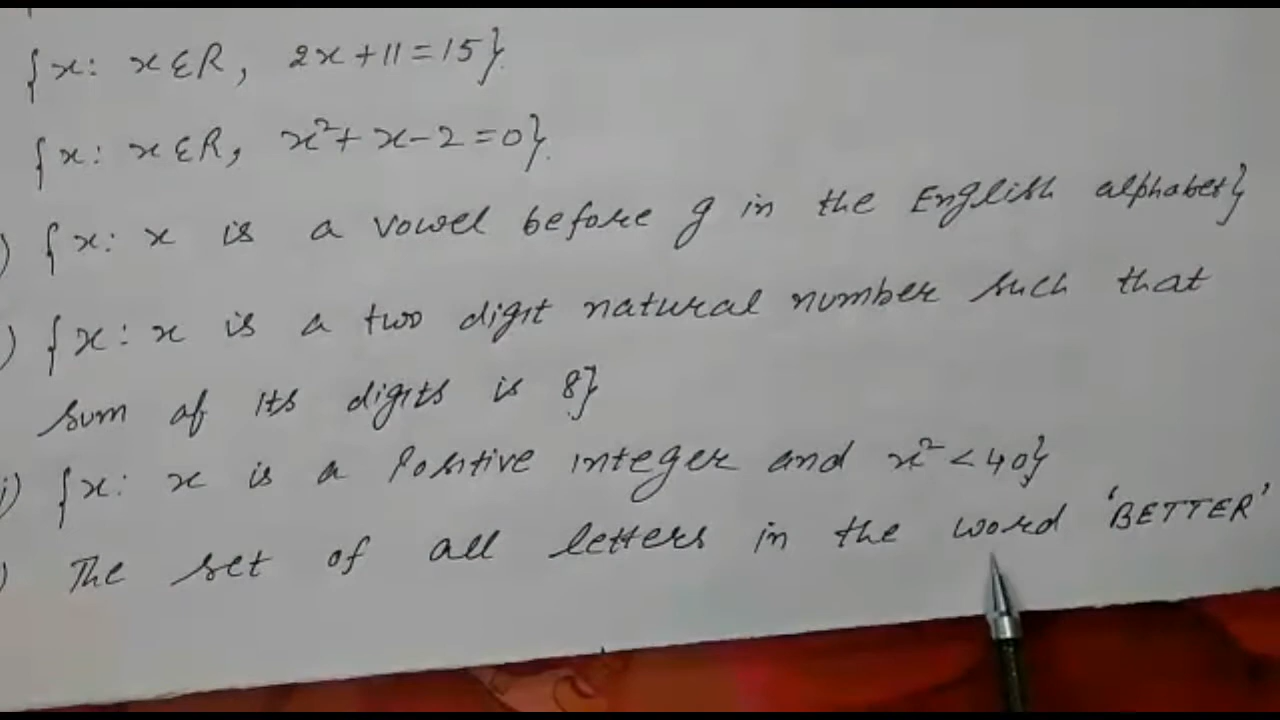 {x: x ∈ R, 2x + 11 = 15}.
{x: x ∈ R, x² + x - 2 = 0}.
) {x: x is a vowel before g in the English alphabet}
) {x: x is a two digit natural number such that
sum of its digits is 8}
i) {x: x is a Positive integer and x² < 40}
) The set of all letters in the word 'BETTER'